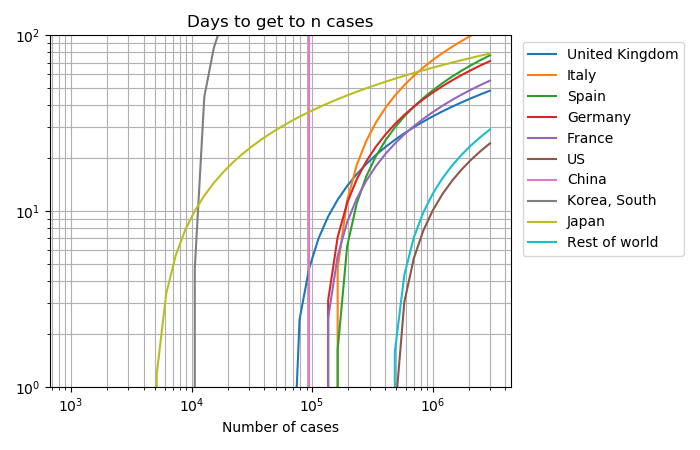 Days to get to n cases
10²
10¹
10⁰
10³
10⁴
10⁵
10⁶
Number of cases
United Kingdom
Italy
Spain
Germany
France
US
China
Korea, South
Japan
Rest of world